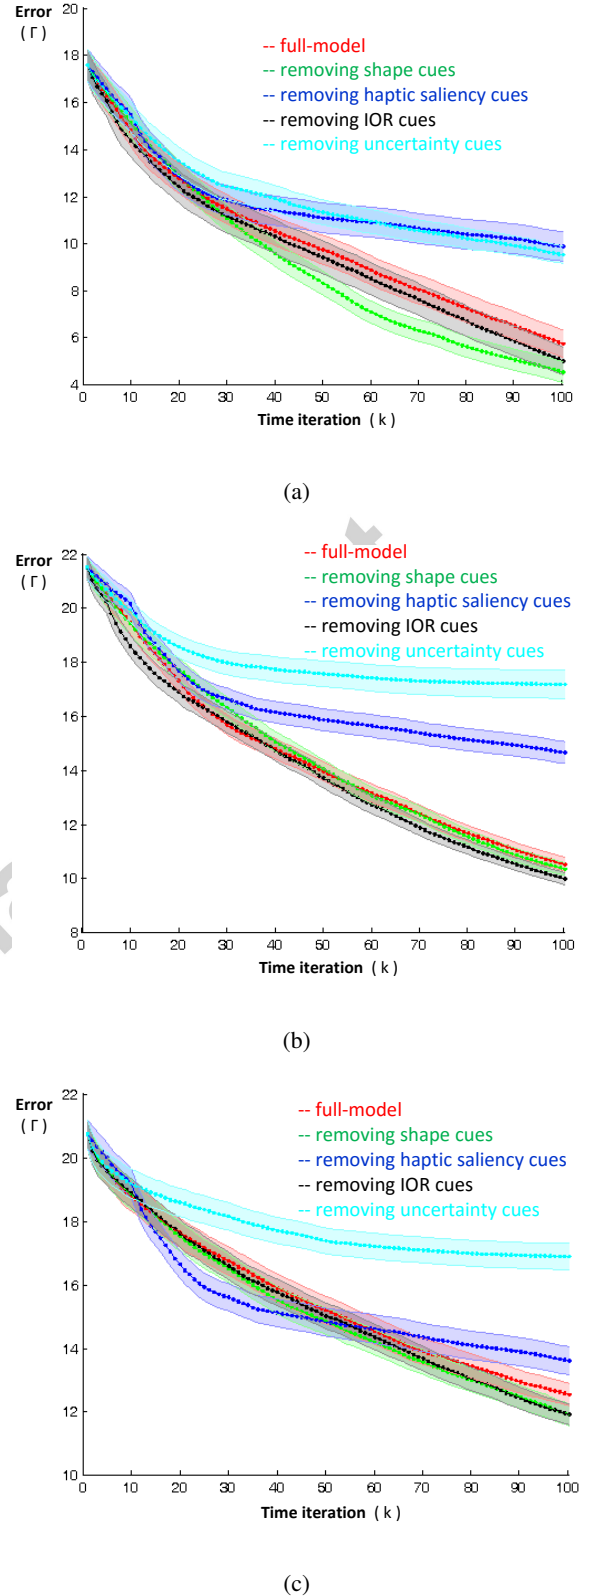 Error
( Γ )
20
18
16
14
12
10
8
6
4
-- full-model
-- removing shape cues
-- removing haptic saliency cues
-- removing IOR cues
-- removing uncertainty cues
0 10 20 30 40 50 60 70 80 90 100
Time iteration ( k )
(a)
Error
( Γ )
22
20
18
16
14
12
10
8
-- full-model
-- removing shape cues
-- removing haptic saliency cues
-- removing IOR cues
-- removing uncertainty cues
0 10 20 30 40 50 60 70 80 90 100
Time iteration ( k )
(b)
Error
( Γ )
22
20
18
16
14
12
10
-- full-model
-- removing shape cues
-- removing haptic saliency cues
-- removing IOR cues
-- removing uncertainty cues
0 10 20 30 40 50 60 70 80 90 100
Time iteration ( k )
(c)